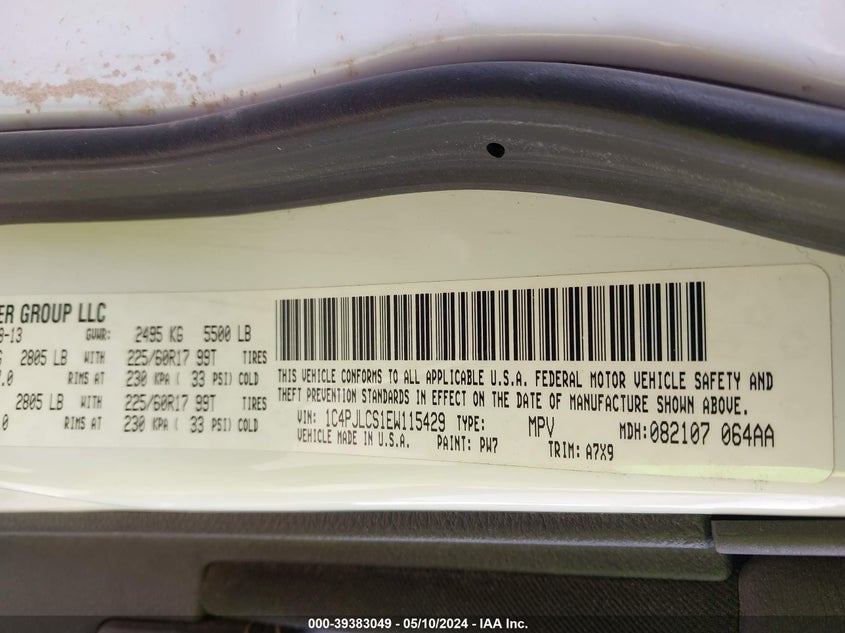 ER GROUP LLC
8-13 GVWR: 2495 KG 5500 LB
G 2805 LB WITH 225/60R17 99T TIRES
7.0 RIMS AT 230 KPA ( 33 PSI) COLD
2805 LB WITH 225/60R17 99T TIRES
0 RIMS AT 230 KPA ( 33 PSI) COLD
THIS VEHICLE CONFORMS TO ALL APPLICABLE U.S.A. FEDERAL MOTOR VEHICLE SAFETY AND
THEFT PREVENTION STANDARDS IN EFFECT ON THE DATE OF MANUFACTURE SHOWN ABOVE.
VIN: 1C4PJLCS1EW115429 TYPE: MPV MDH:082107 064AA
VEHICLE MADE IN U.S.A. PAINT: PW7 TRIM: A7X9
000-39383049 - 05/10/2024 - IAA Inc.